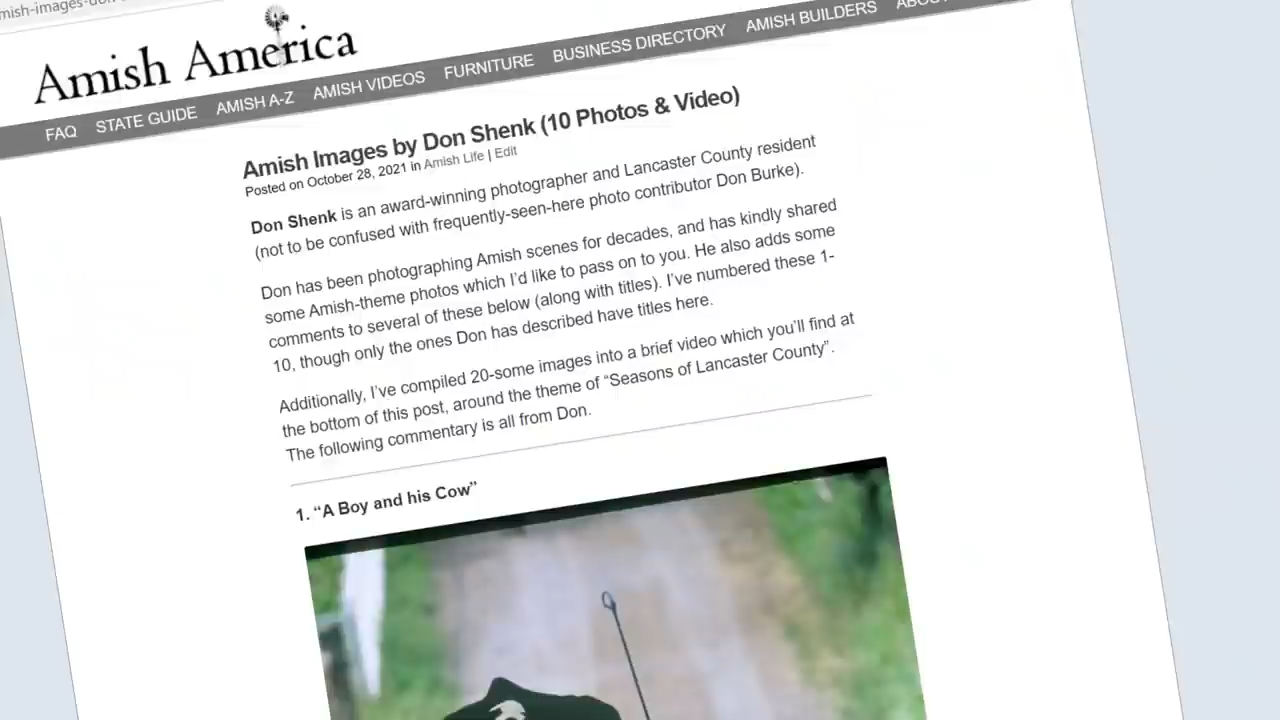 Amish America
FAQ STATE GUIDE AMISH A-Z AMISH VIDEOS FURNITURE BUSINESS DIRECTORY AMISH BUILDERS
Amish Images by Don Shenk (10 Photos & Video)
Posted on October 28, 2021 in Amish Life | Edit
Don Shenk is an award-winning photographer and Lancaster County resident
(not to be confused with frequently-seen-here photo contributor Don Burke).
Don has been photographing Amish scenes for decades, and has kindly shared
some Amish-theme photos which I'd like to pass on to you. He also adds some
comments to several of these below (along with titles). I've numbered these 1-
10, though only the ones Don has described have titles here.
Additionally, I've compiled 20-some images into a brief video which you'll find at
the bottom of this post, around the theme of “Seasons of Lancaster County”.
The following commentary is all from Don.
1. “A Boy and his Cow”